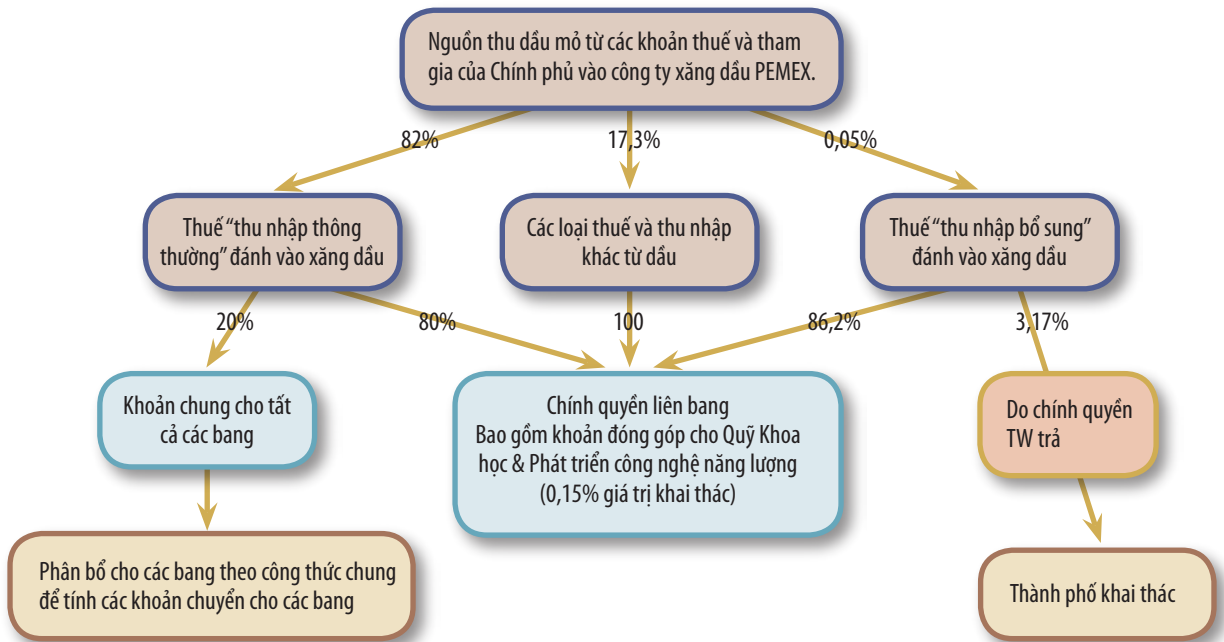 Nguồn thu dầu mỏ từ các khoản thuế và tham
gia của Chính phủ vào công ty xăng dầu PEMEX.
82%
17,3%
0,05%
Thuế “thu nhập thông
thường” đánh vào xăng dầu
Các loại thuế và thu nhập
khác từ dầu
Thuế “thu nhập bổ sung”
đánh vào xăng dầu
20%
80%
100
86,2%
3,17%
Khoản chung cho tất
cả các bang
Chính quyền liên bang
Bao gồm khoản đóng góp cho Quỹ Khoa
học & Phát triển công nghệ năng lượng
(0,15% giá trị khai thác)
Do chính quyền
TW trả
Phân bổ cho các bang theo công thức chung
để tính các khoản chuyển cho các bang
Thành phố khai thác